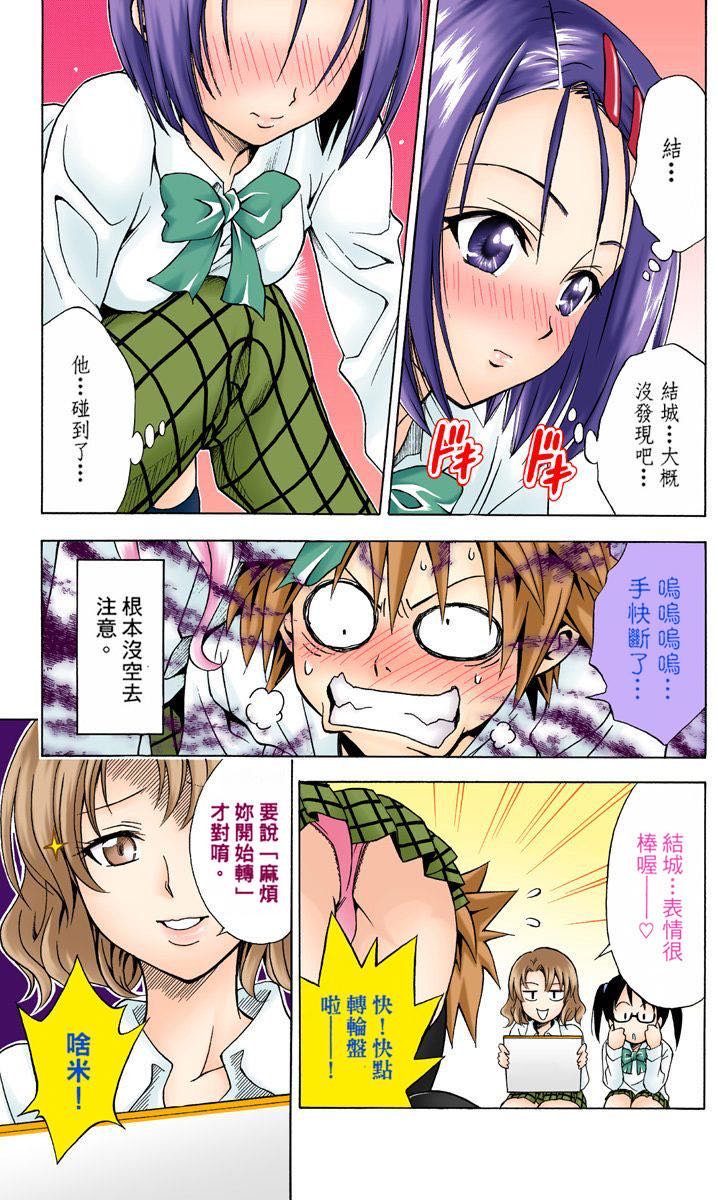 結…
結城…大概
沒發現吧…
ドキ
ドキ
他…碰到了…
嗚嗚嗚嗚…
手快斷了…
根本沒空去
注意。
結城…表情很
棒喔——♡
快！快點
轉輪盤
啦——！
要說「麻煩
妳開始轉」
才對唷。
啥米！